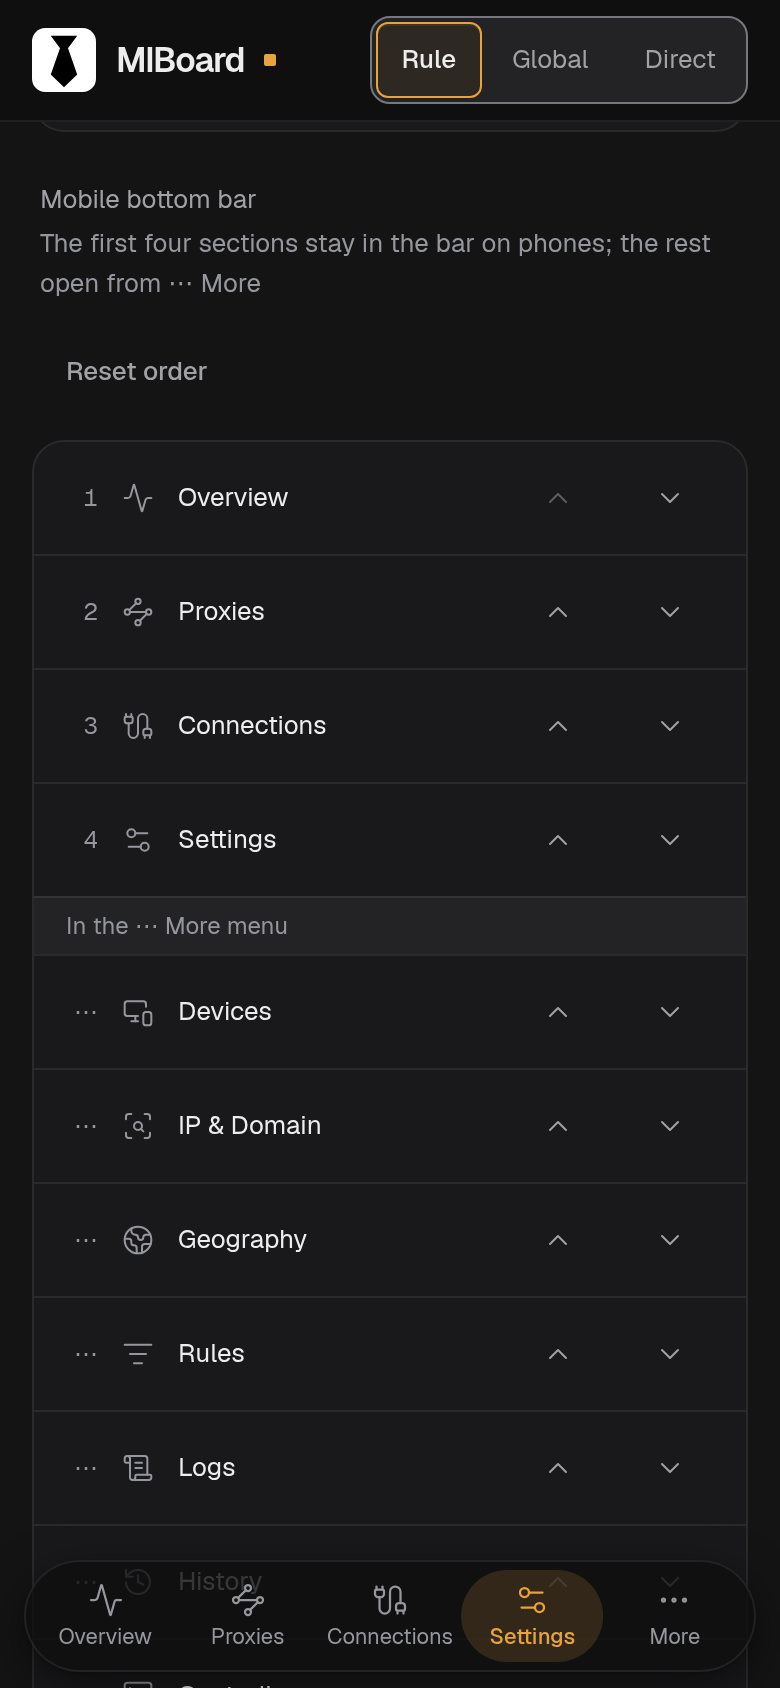 MIBoard
Rule Global Direct
Mobile bottom bar
The first four sections stay in the bar on phones; the rest
open from ··· More
Reset order
1 Overview
2 Proxies
3 Connections
4 Settings
In the ··· More menu
··· Devices
··· IP & Domain
··· Geography
··· Rules
··· Logs
··· History
Overview Proxies Connections Settings More